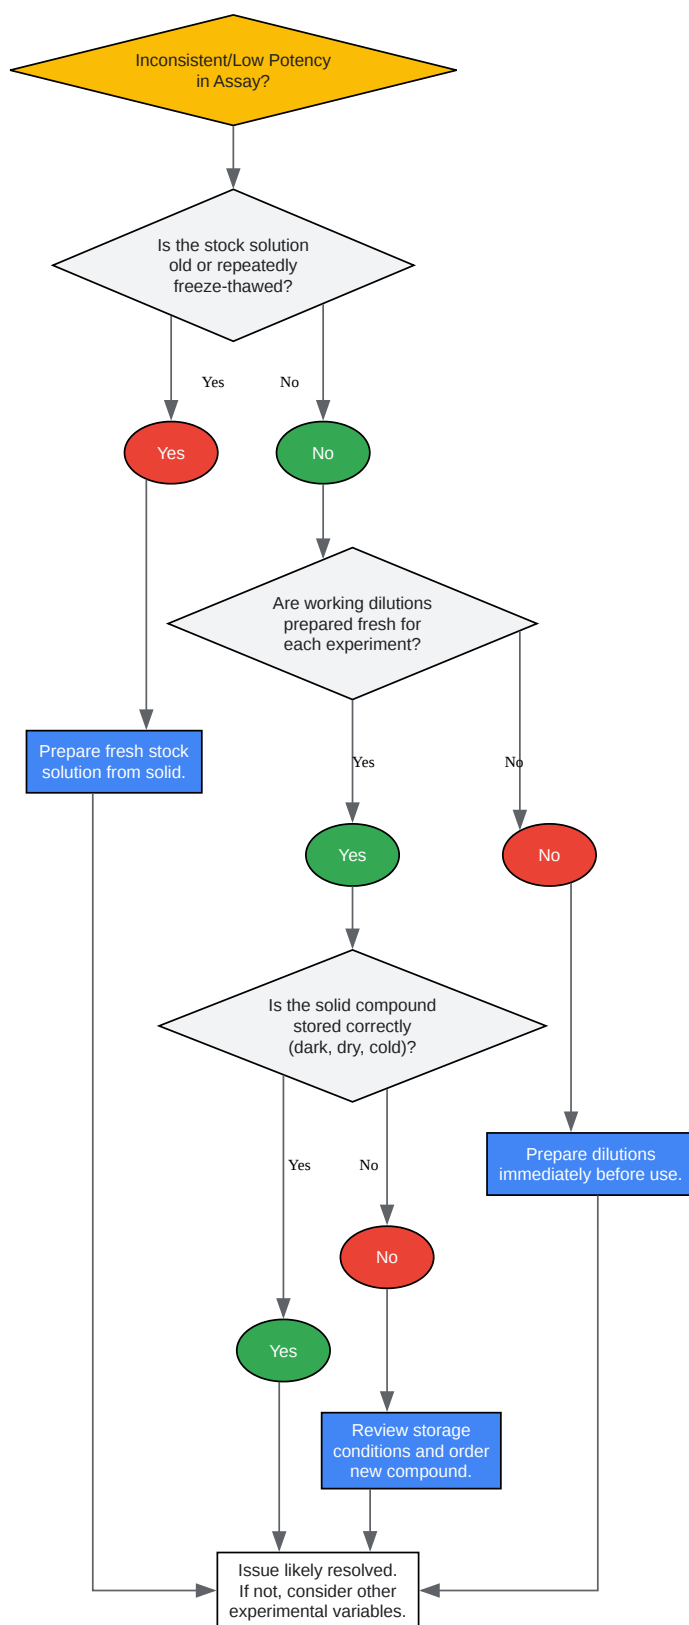 Inconsistent/Low Potency
in Assay?
Is the stock solution
old or repeatedly
freeze-thawed?
Yes
No
Yes
No
Are working dilutions
prepared fresh for
each experiment?
Prepare fresh stock
solution from solid.
Yes
No
Yes
No
Is the solid compound
stored correctly
(dark, dry, cold)?
Prepare dilutions
immediately before use.
Yes
No
No
Yes
Review storage
conditions and order
new compound.
Issue likely resolved.
If not, consider other
experimental variables.